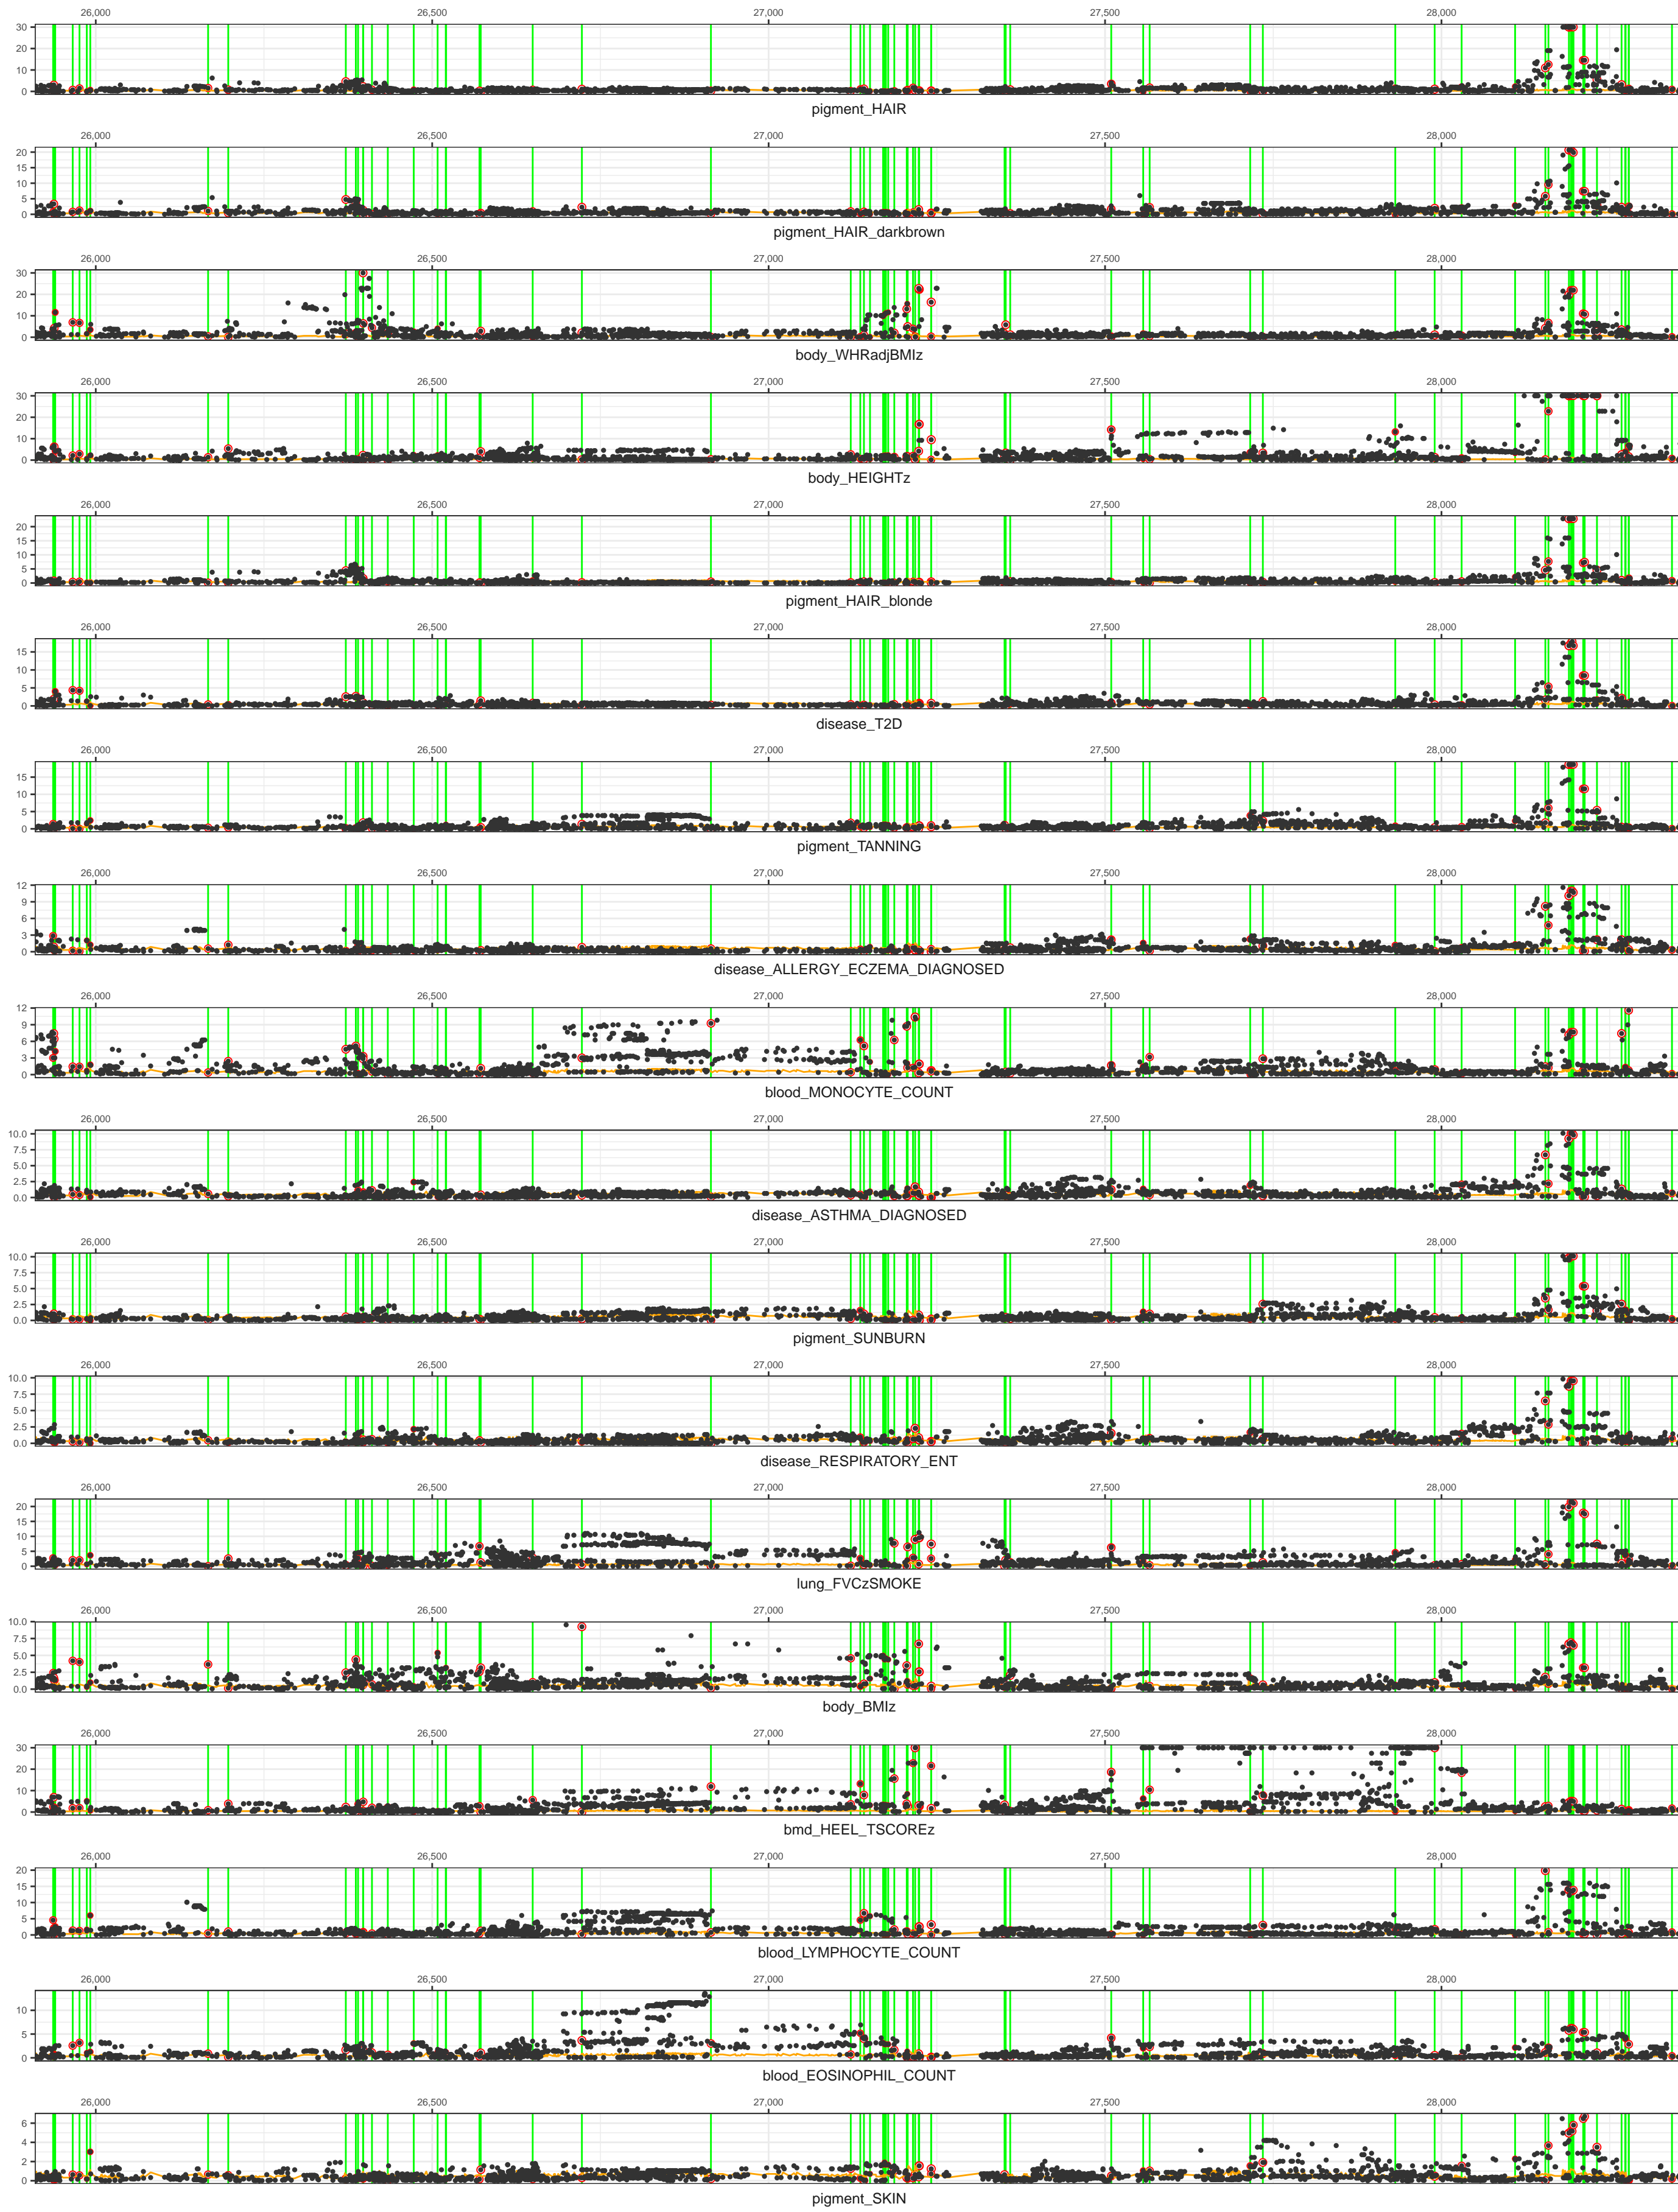 26,000 26,500 27,000 27,500 28,000
30
20
10
0
pigment_HAIR
26,000 26,500 27,000 27,500 28,000
20
15
10
5
0
pigment_HAIR_darkbrown
26,000 26,500 27,000 27,500 28,000
30
20
10
0
body_WHRadjBMIz
26,000 26,500 27,000 27,500 28,000
30
20
10
0
body_HEIGHTz
26,000 26,500 27,000 27,500 28,000
20
15
10
5
0
pigment_HAIR_blonde
26,000 26,500 27,000 27,500 28,000
15
10
5
0
disease_T2D
26,000 26,500 27,000 27,500 28,000
15
10
5
0
pigment_TANNING
26,000 26,500 27,000 27,500 28,000
12
9
6
3
0
disease_ALLERGY_ECZEMA_DIAGNOSED
26,000 26,500 27,000 27,500 28,000
12
9
6
3
0
blood_MONOCYTE_COUNT
26,000 26,500 27,000 27,500 28,000
10.0
7.5
5.0
2.5
0.0
disease_ASTHMA_DIAGNOSED
26,000 26,500 27,000 27,500 28,000
10.0
7.5
5.0
2.5
0.0
pigment_SUNBURN
26,000 26,500 27,000 27,500 28,000
10.0
7.5
5.0
2.5
0.0
disease_RESPIRATORY_ENT
26,000 26,500 27,000 27,500 28,000
20
15
10
5
0
lung_FVCzSMOKE
26,000 26,500 27,000 27,500 28,000
10.0
7.5
5.0
2.5
0.0
body_BMIz
26,000 26,500 27,000 27,500 28,000
30
20
10
0
bmd_HEEL_TSCOREz
26,000 26,500 27,000 27,500 28,000
20
15
10
5
0
blood_LYMPHOCYTE_COUNT
26,000 26,500 27,000 27,500 28,000
10
5
0
blood_EOSINOPHIL_COUNT
26,000 26,500 27,000 27,500 28,000
6
4
2
0
pigment_SKIN